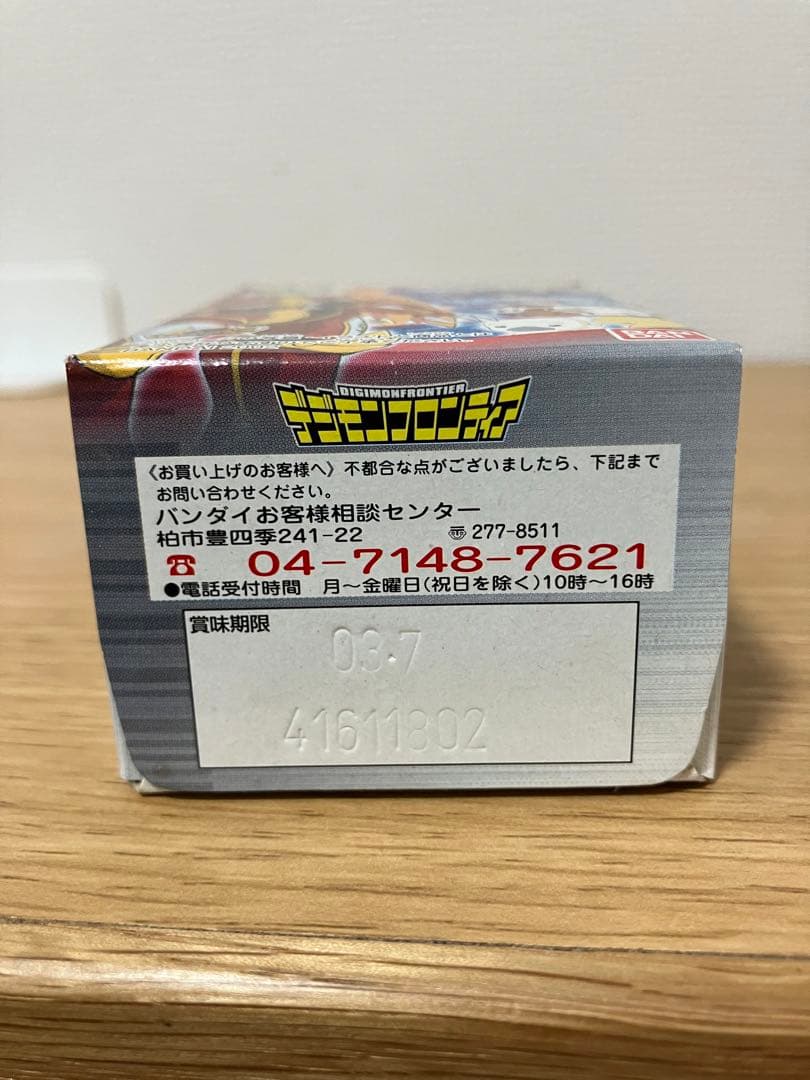 BAN
DAI
DIGIMONFRONTIER
デジモンフロンティア
〈お買い上げのお客様へ〉不都合な点がございましたら、下記まで
お問い合わせください。
バンダイお客様相談センター
柏市豊四季241-22 〠 277-8511
☎ 04-7148-7621
●電話受付時間 月〜金曜日(祝日を除く)10時〜16時
賞味期限
03.7
41611802